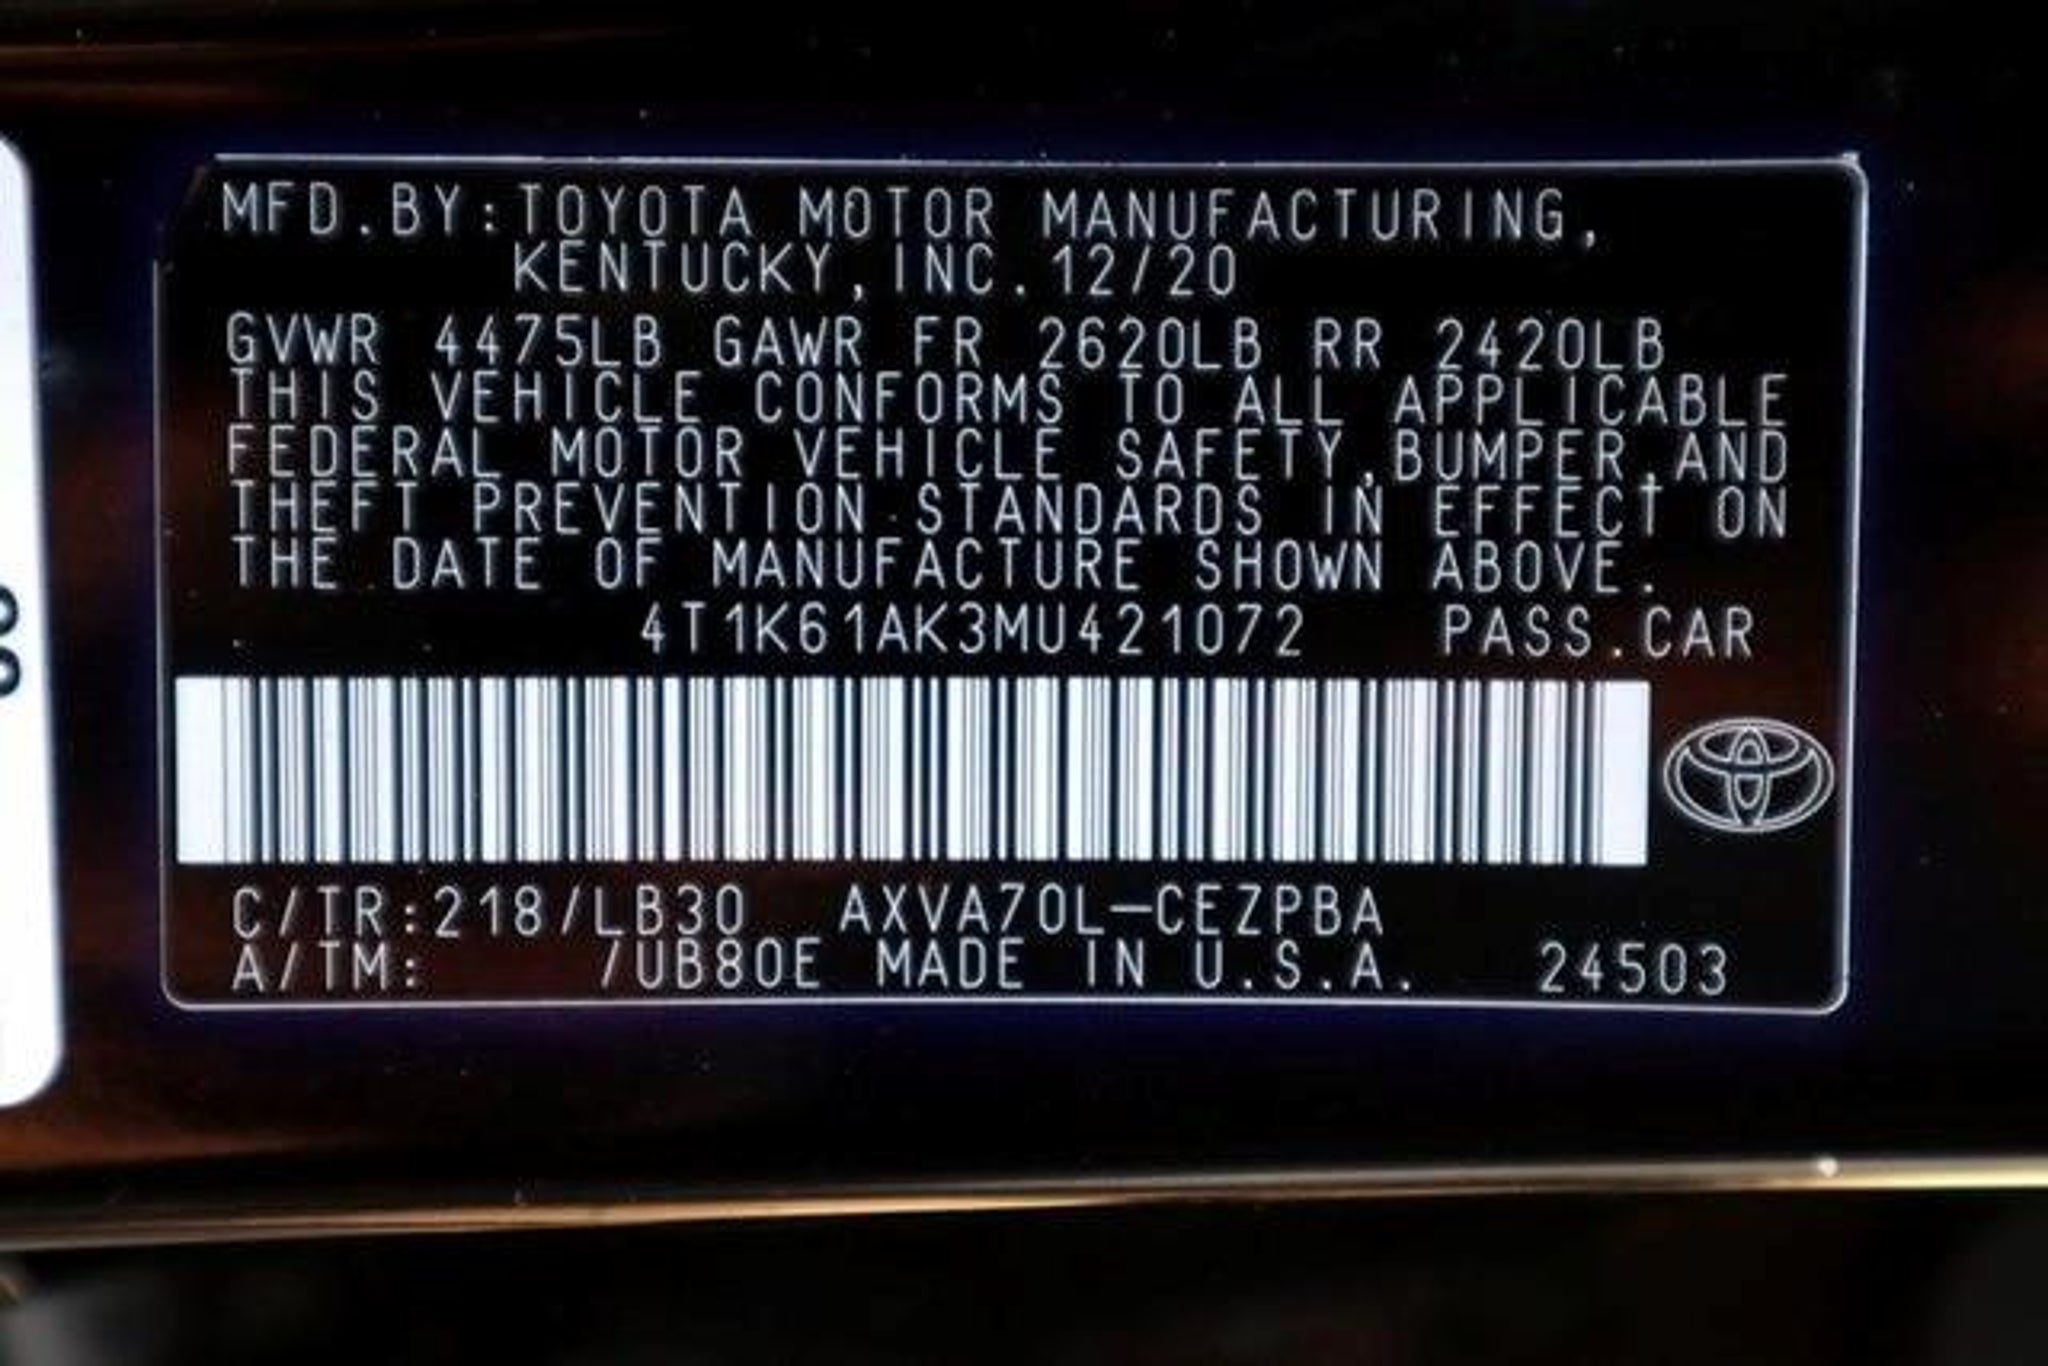 MFD.BY:TOYOTA MOTOR MANUFACTURING,
KENTUCKY,INC.12/20
GVWR 4475LB GAWR FR 2620LB RR 2420LB
THIS VEHICLE CONFORMS TO ALL APPLICABLE
FEDERAL MOTOR VEHICLE SAFETY,BUMPER,AND
THEFT PREVENTION STANDARDS IN EFFECT ON
THE DATE OF MANUFACTURE SHOWN ABOVE.
4T1K61AK3MU421072 PASS.CAR
C/TR:218/LB30 AXVA70L-CEZPBA
A/TM: /UB80E MADE IN U.S.A. 24503